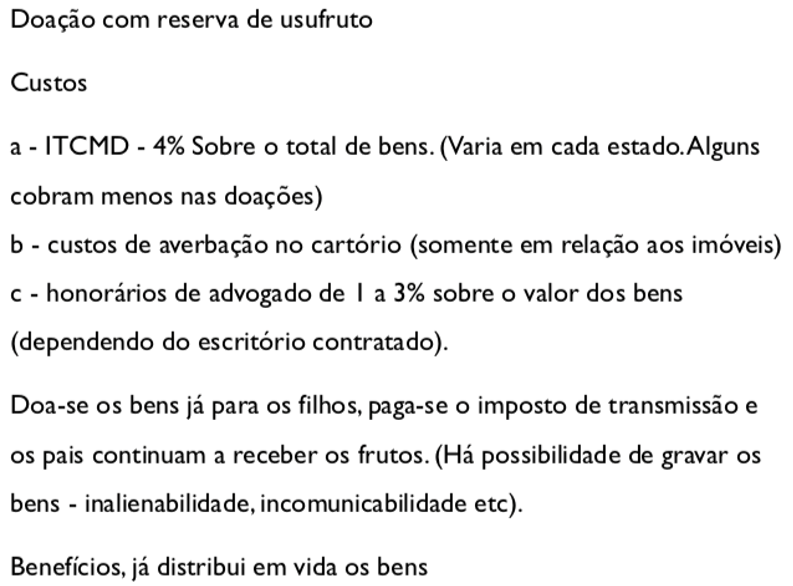 Doação com reserva de usufruto
Custos
a - ITCMD - 4% Sobre o total de bens. (Varia em cada estado. Alguns
cobram menos nas doações)
b - custos de averbação no cartório (somente em relação aos imóveis)
c - honorários de advogado de 1 a 3% sobre o valor dos bens
(dependendo do escritório contratado).
Doa-se os bens já para os filhos, paga-se o imposto de transmissão e
os pais continuam a receber os frutos. (Há possibilidade de gravar os
bens - inalienabilidade, incomunicabilidade etc).
Benefícios, já distribui em vida os bens